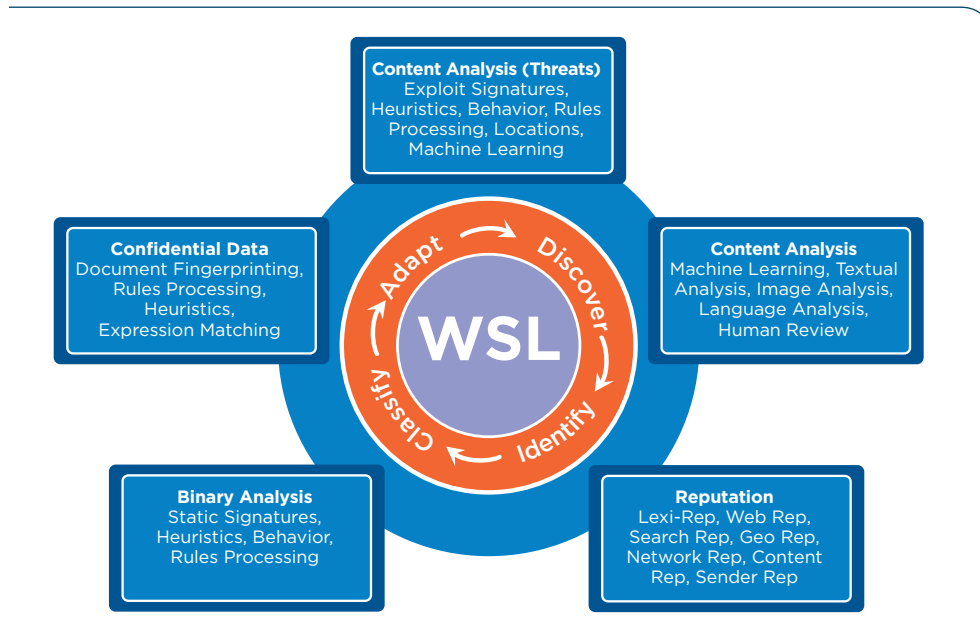 Content Analysis (Threats)
Exploit Signatures,
Heuristics, Behavior, Rules
Processing, Locations,
Machine Learning
Confidential Data
Document Fingerprinting,
Rules Processing,
Heuristics,
Expression Matching
Content Analysis
Machine Learning, Textual
Analysis, Image Analysis,
Language Analysis,
Human Review
Adapt
Discover
WSL
Classify
Identify
Binary Analysis
Static Signatures,
Heuristics, Behavior,
Rules Processing
Reputation
Lexi-Rep, Web Rep,
Search Rep, Geo Rep,
Network Rep, Content
Rep, Sender Rep